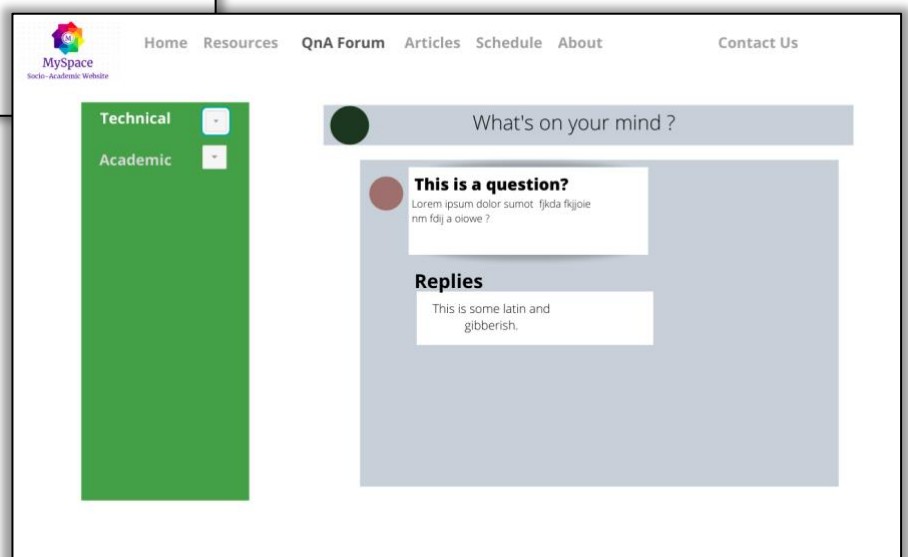 Home Resources QnA Forum Articles Schedule About Contact Us
M
MySpace
Socio-Academic Website
Technical
Academic
What's on your mind ?
This is a question?
Lorem ipsum dolor sumot fjkda fkjjoie
nm fdij a oiowe ?
Replies
This is some latin and
gibberish.